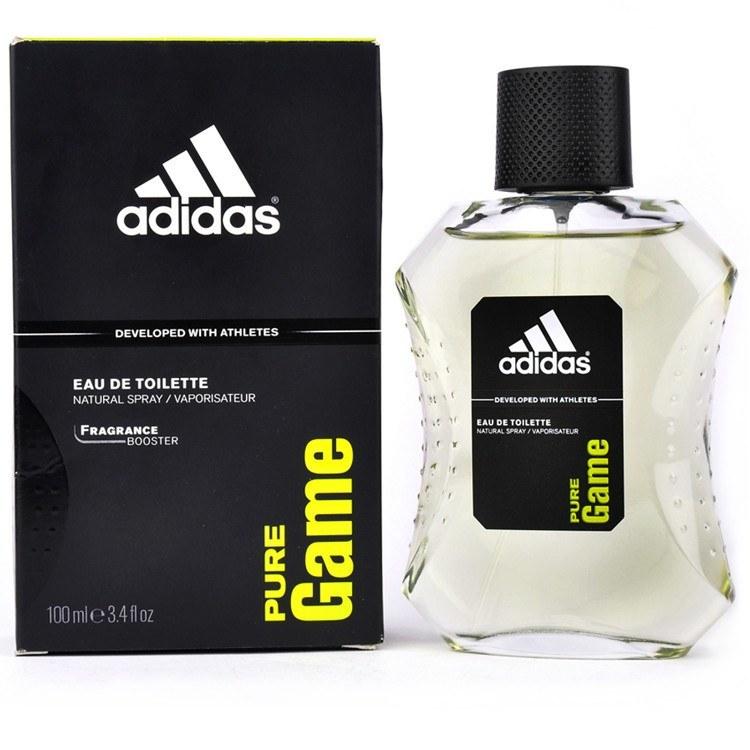 adidas®
DEVELOPED WITH ATHLETES
EAU DE TOILETTE
NATURAL SPRAY / VAPORISATEUR
FRAGRANCE
BOOSTER
PURE
Game
100 ml e 3.4 fl oz
adidas®
DEVELOPED WITH ATHLETES
EAU DE TOILETTE
NATURAL SPRAY / VAPORISATEUR
PURE
Game